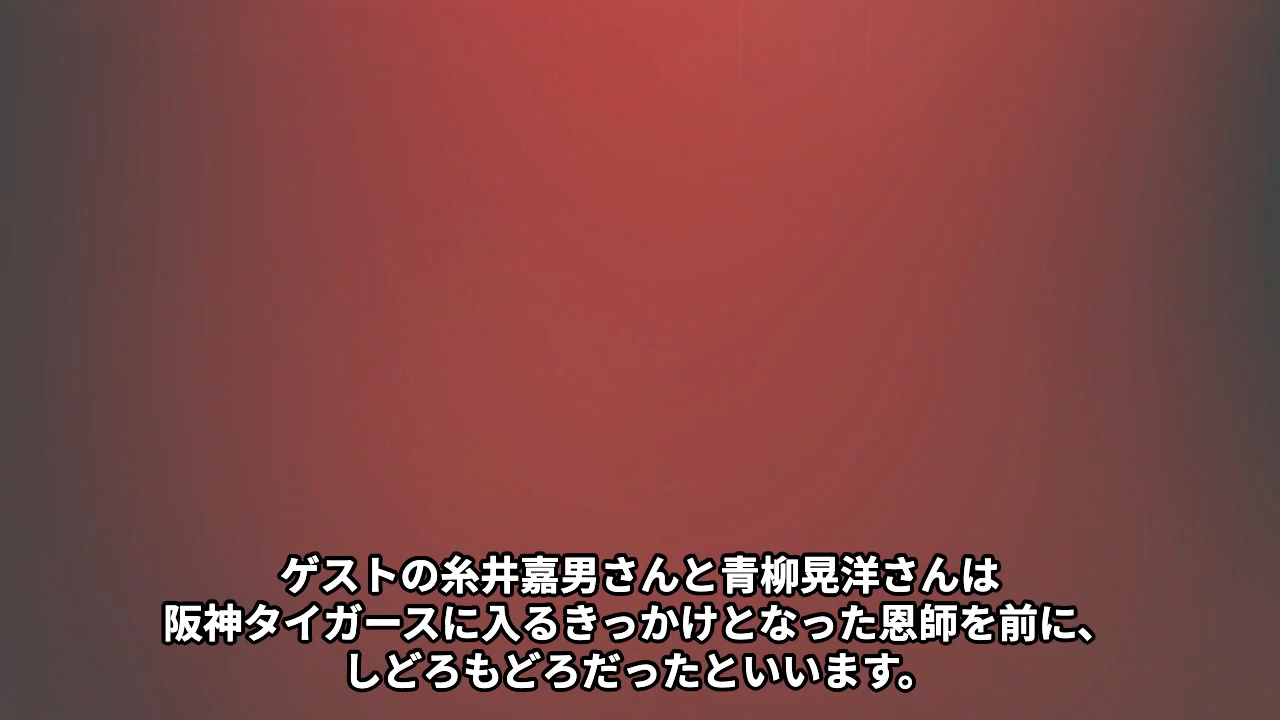 ゲストの糸井嘉男さんと青柳晃洋さんは
阪神タイガースに入るきっかけとなった恩師を前に、
しどろもどろだったといいます。